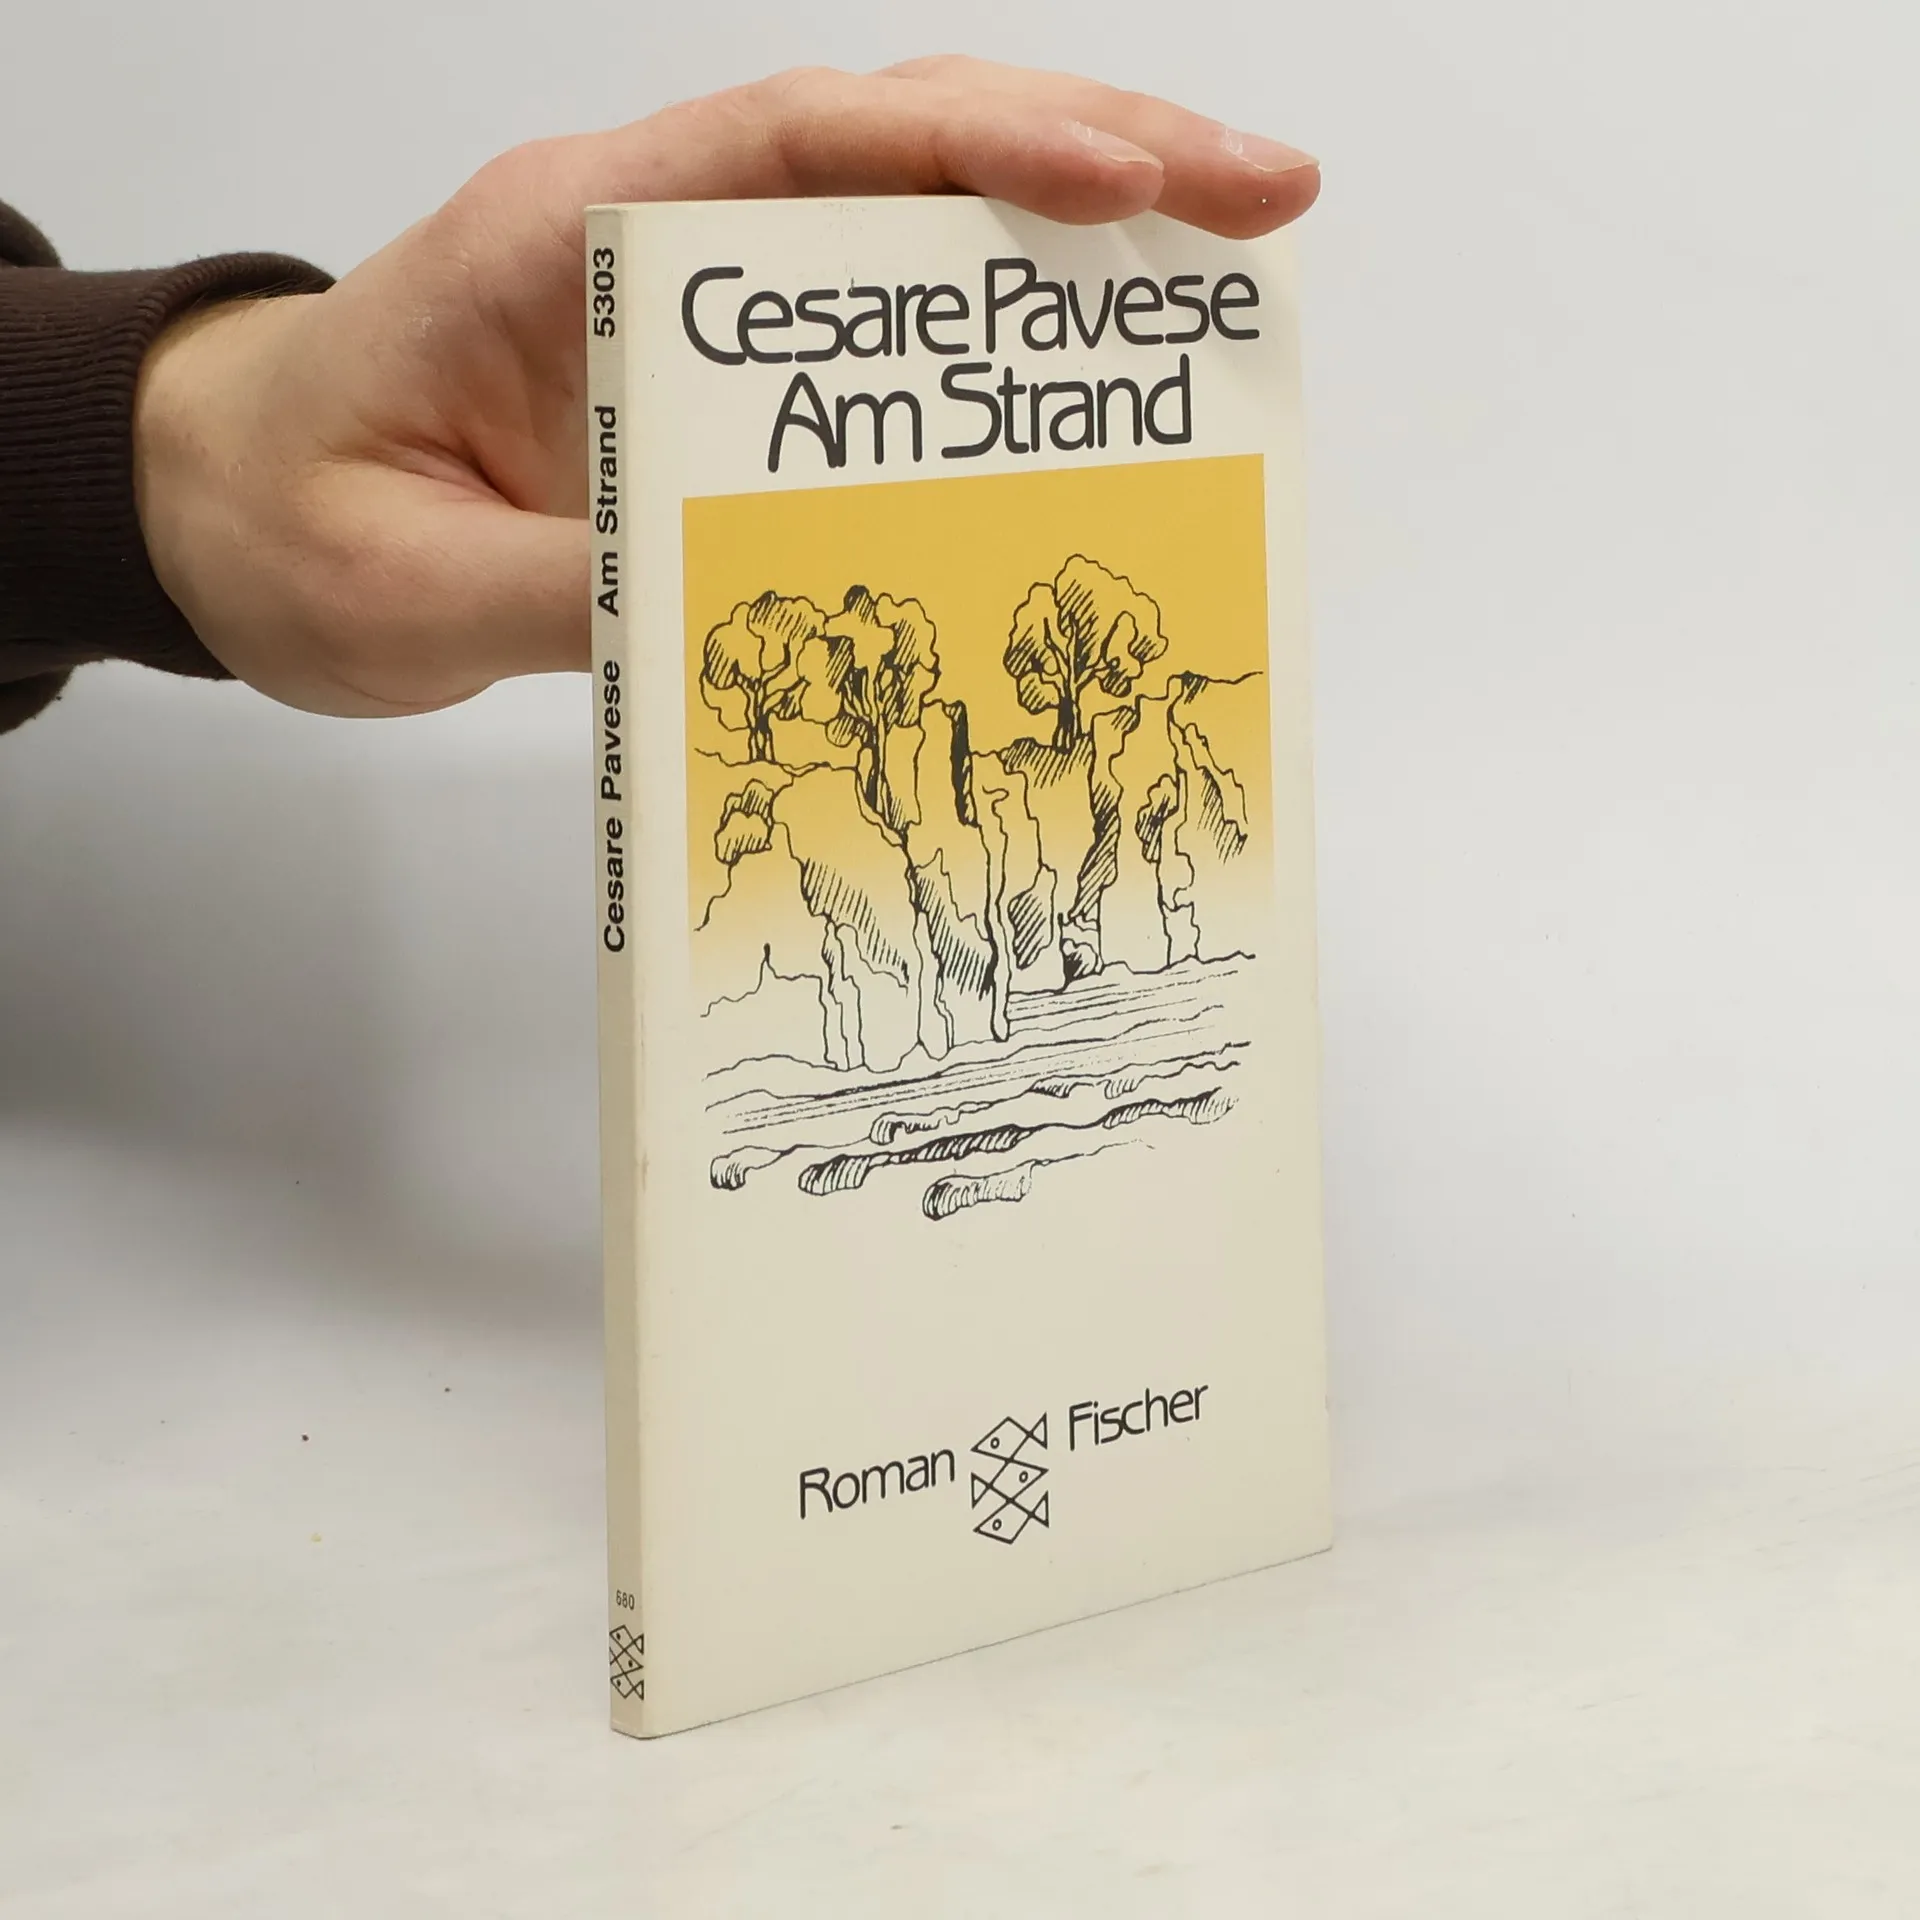 Cesare Pavese
Am Strand
Roman Fischer
Cesare Pavese Am Strand 5303
680